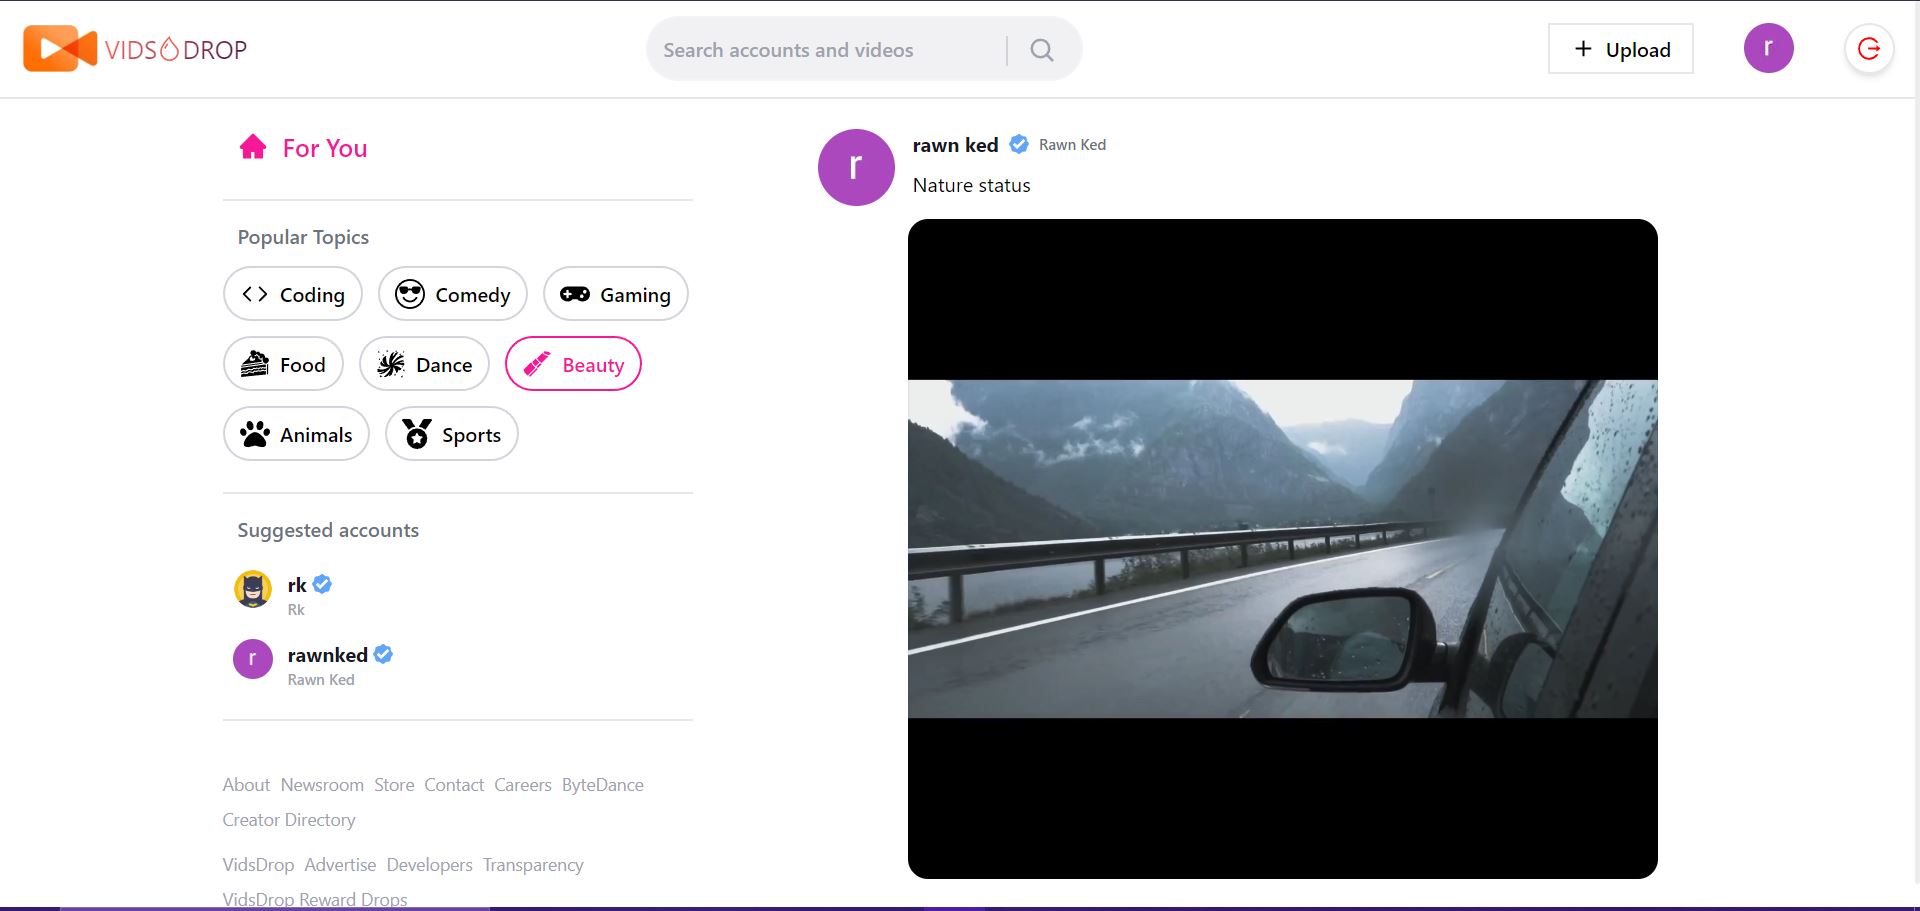 VIDS DROP
Search accounts and videos
Upload
r
For You
Popular Topics
Coding
Comedy
Gaming
Food
Dance
Beauty
Animals
Sports
Suggested accounts
rk
Rk
r
rawnked
Rawn Ked
About Newsroom Store Contact Careers ByteDance
Creator Directory
VidsDrop Advertise Developers Transparency
VidsDrop Reward Drops
r
rawn ked Rawn Ked
Nature status